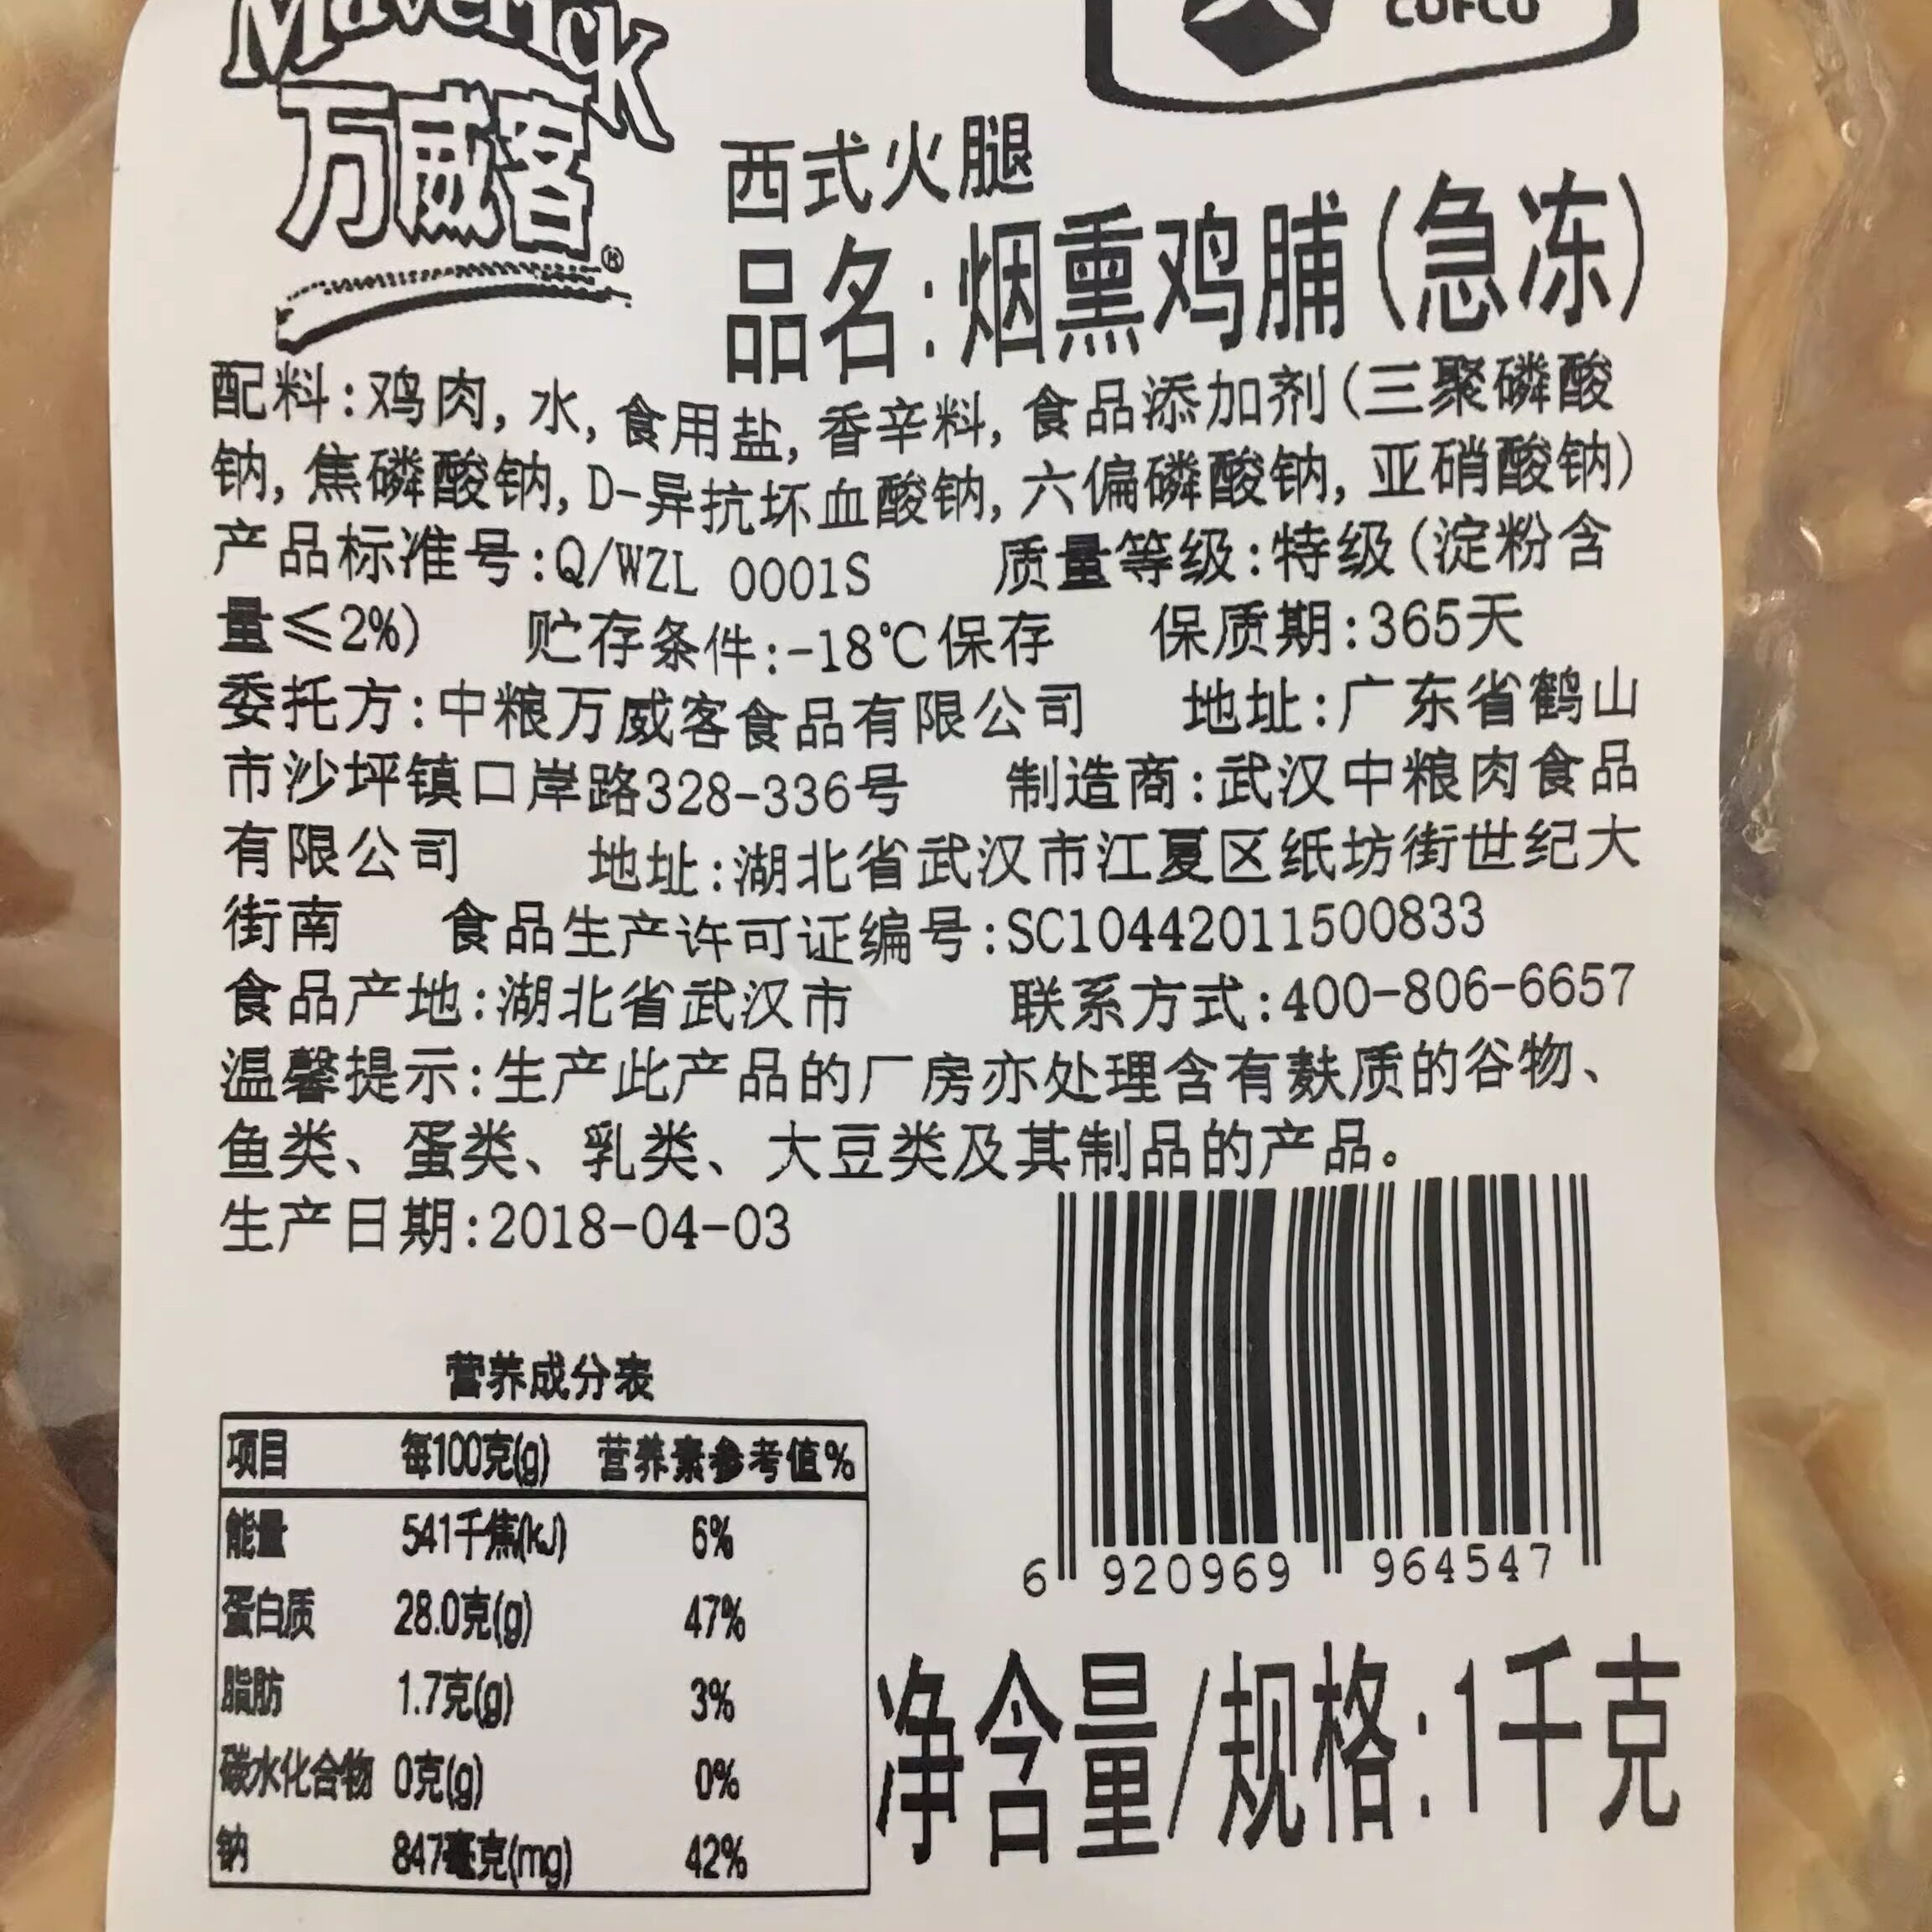 Maverick
COFCO
万威客®
西式火腿
品名:烟熏鸡脯(急冻)
配料:鸡肉,水,食用盐,香辛料,食品添加剂(三聚磷酸
钠,焦磷酸钠,D-异抗坏血酸钠,六偏磷酸钠,亚硝酸钠)
产品标准号:Q/WZL 0001S 质量等级:特级(淀粉含
量≤2%) 贮存条件:-18℃保存 保质期:365天
委托方:中粮万威客食品有限公司 地址:广东省鹤山
市沙坪镇口岸路328-336号 制造商:武汉中粮肉食品
有限公司 地址:湖北省武汉市江夏区纸坊街世纪大
街南 食品生产许可证编号:SC10442011500833
食品产地:湖北省武汉市 联系方式:400-806-6657
温馨提示:生产此产品的厂房亦处理含有麸质的谷物、
鱼类、蛋类、乳类、大豆类及其制品的产品。
生产日期:2018-04-03
营养成分表
项目 每100克(g) 营养素参考值%
能量 541千焦(kJ) 6%
蛋白质 28.0克(g) 47%
脂肪 1.7克(g) 3%
碳水化合物 0克(g) 0%
钠 847毫克(mg) 42%
6 920969 964547
净含量/规格:1千克